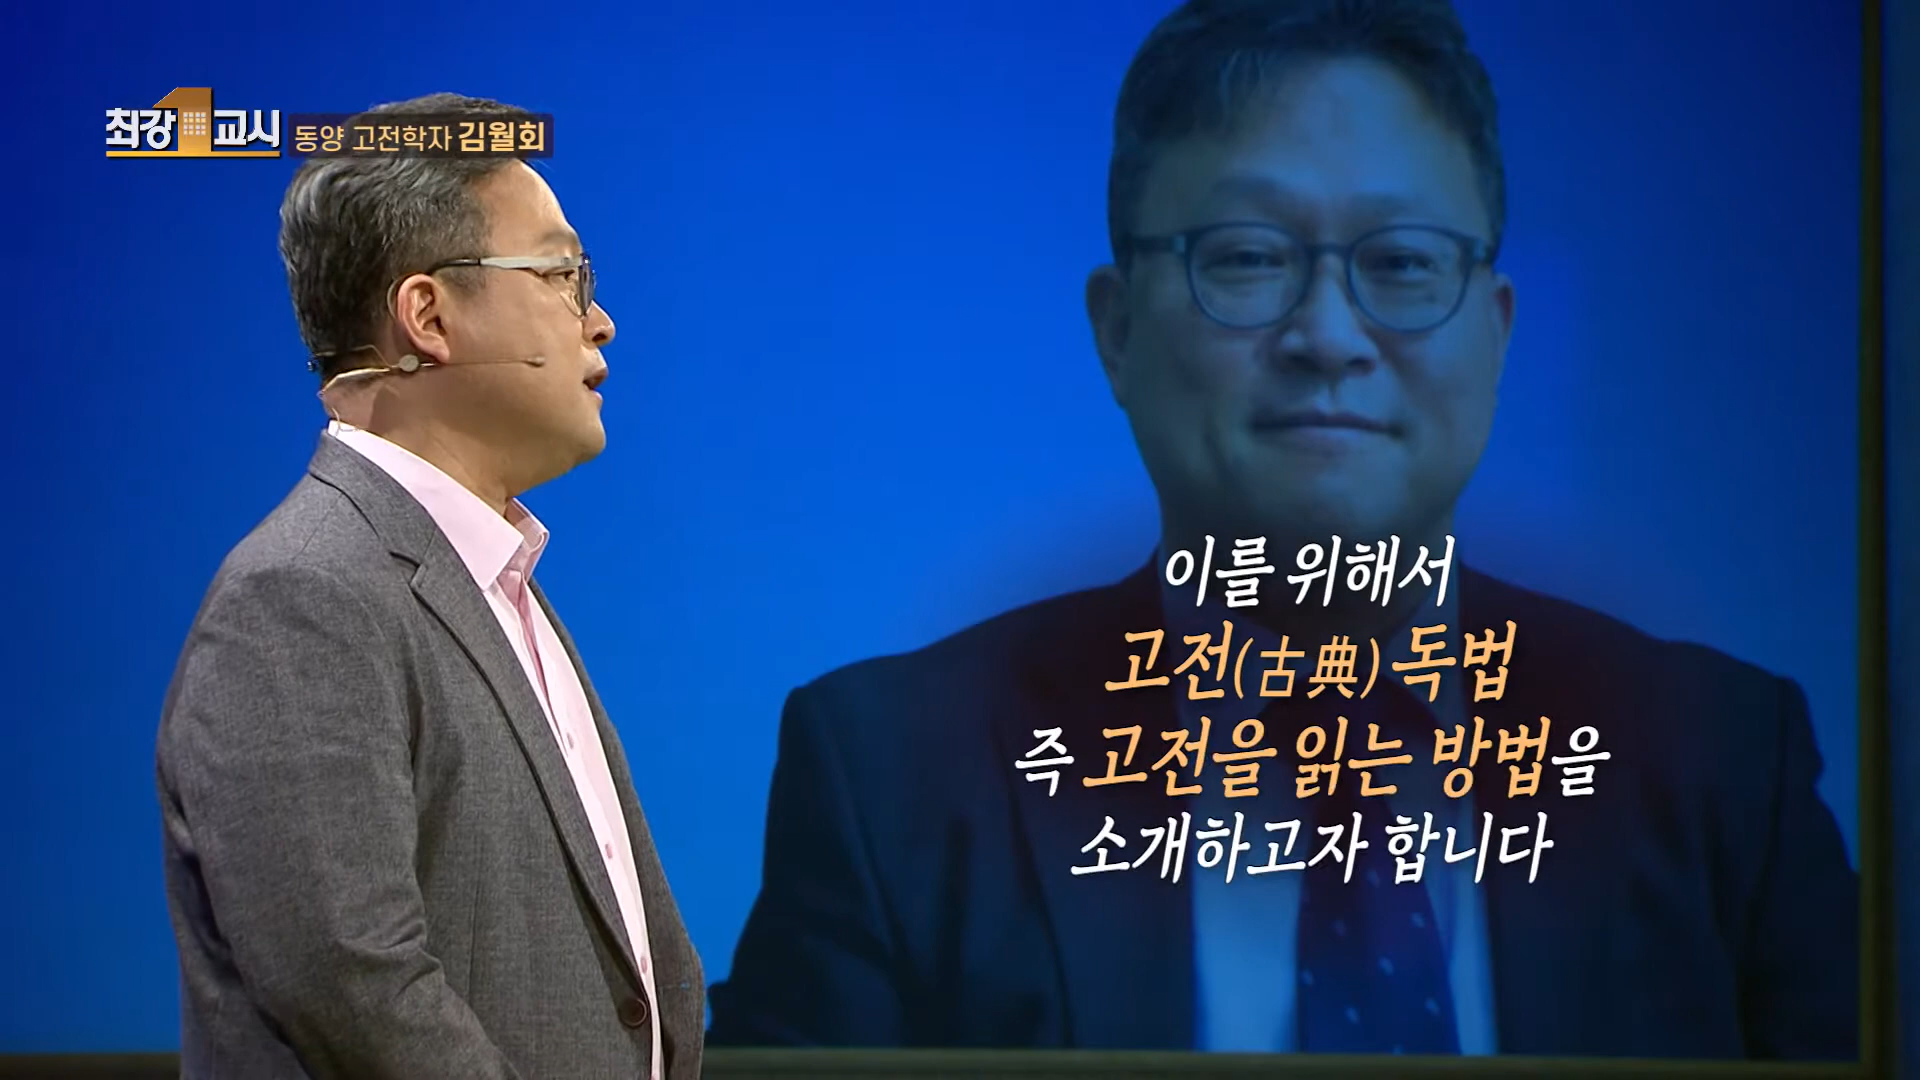 최강1교시 동양 고전학자 김월회
이를 위해서
고전(古典) 독법
즉 고전을 읽는 방법을
소개하고자 합니다